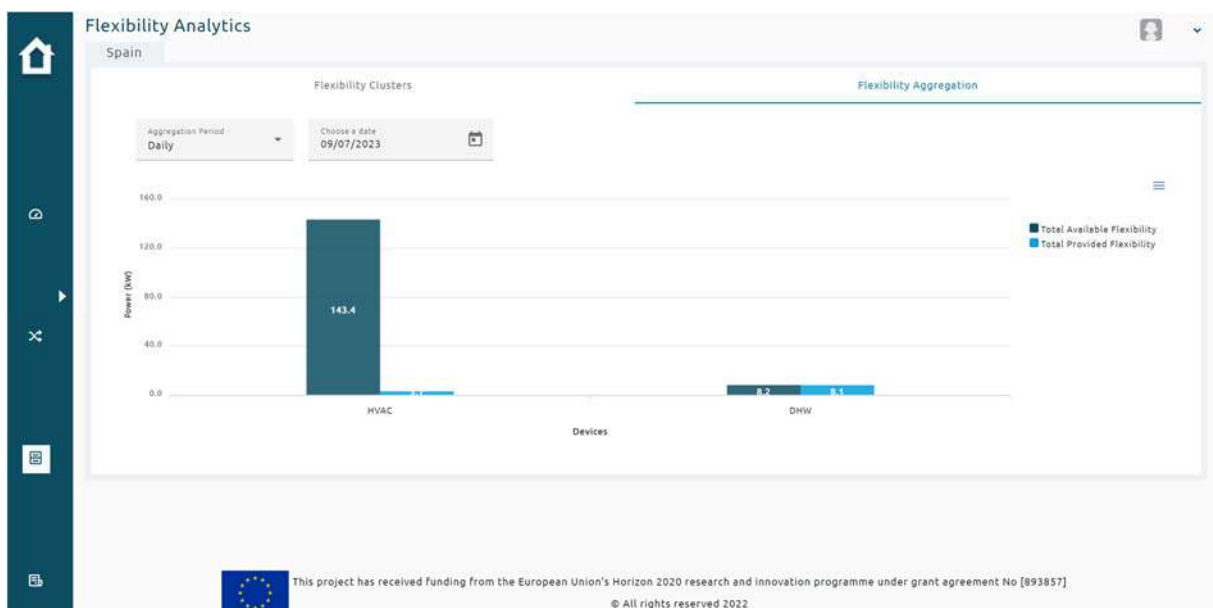 Flexibility Analytics
Spain
Flexibility Clusters
Flexibility Aggregation
Aggregation Period
Daily
Choose a date
09/07/2023
160.0
120.0
80.0
40.0
0.0
Power (kW)
143.4
8.2
8.1
HVAC
DHW
Devices
Total Available Flexibility
Total Provided Flexibility
This project has received funding from the European Union's Horizon 2020 research and innovation programme under grant agreement No [893857]
© All rights reserved 2022